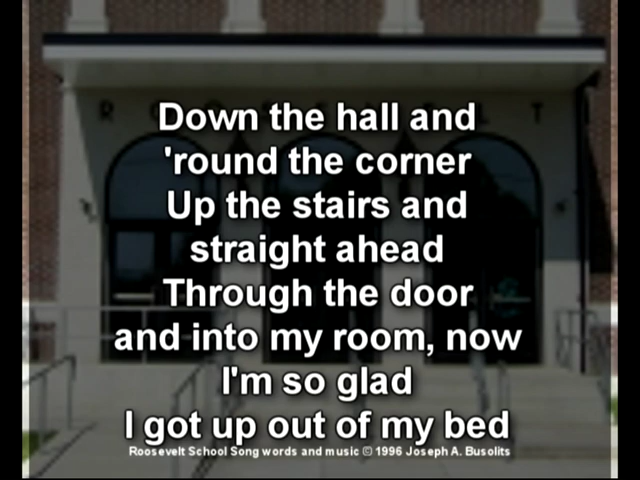 Down the hall and
'round the corner
Up the stairs and
straight ahead
Through the door
and into my room, now
I'm so glad
I got up out of my bed
Roosevelt School Song words and music © 1996 Joseph A. Busolits